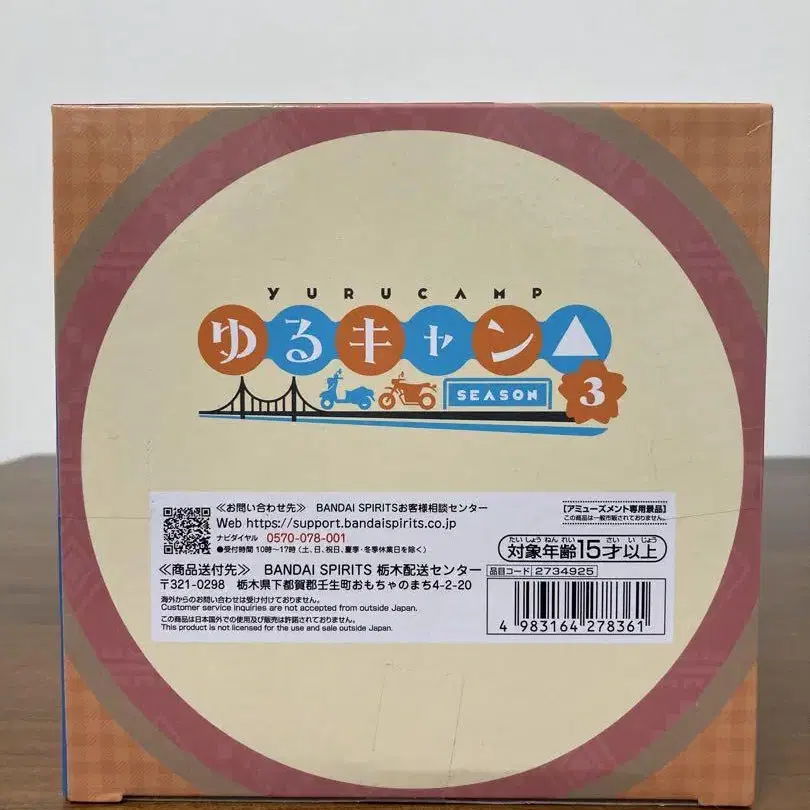 YURUCAMP
ゆるキャン△
SEASON 3
≪お問い合わせ先≫ BANDAI SPIRITSお客様相談センター
Web https://support.bandaispirits.co.jp
ナビダイヤル 0570-078-001
●受付時間 10時〜17時（土、日、祝日、夏季・冬季休業日を除く）
≪商品送付先≫ BANDAI SPIRITS 栃木配送センター
〒321-0298 栃木県下都賀郡壬生町おもちゃのまち4-2-20
海外からのお問い合わせは受け付けておりません。
Customer service inquiries are not accepted from outside Japan.
この商品は日本国外での使用及び販売は許諾されておりません。
This product is not licensed for the use and sale outside Japan.
【アミューズメント専用景品】
この商品は一般市販されておりません。
たいしょうねんれい さいいじょう
対象年齢15才以上
品目コード 2734925
4 983164 278361